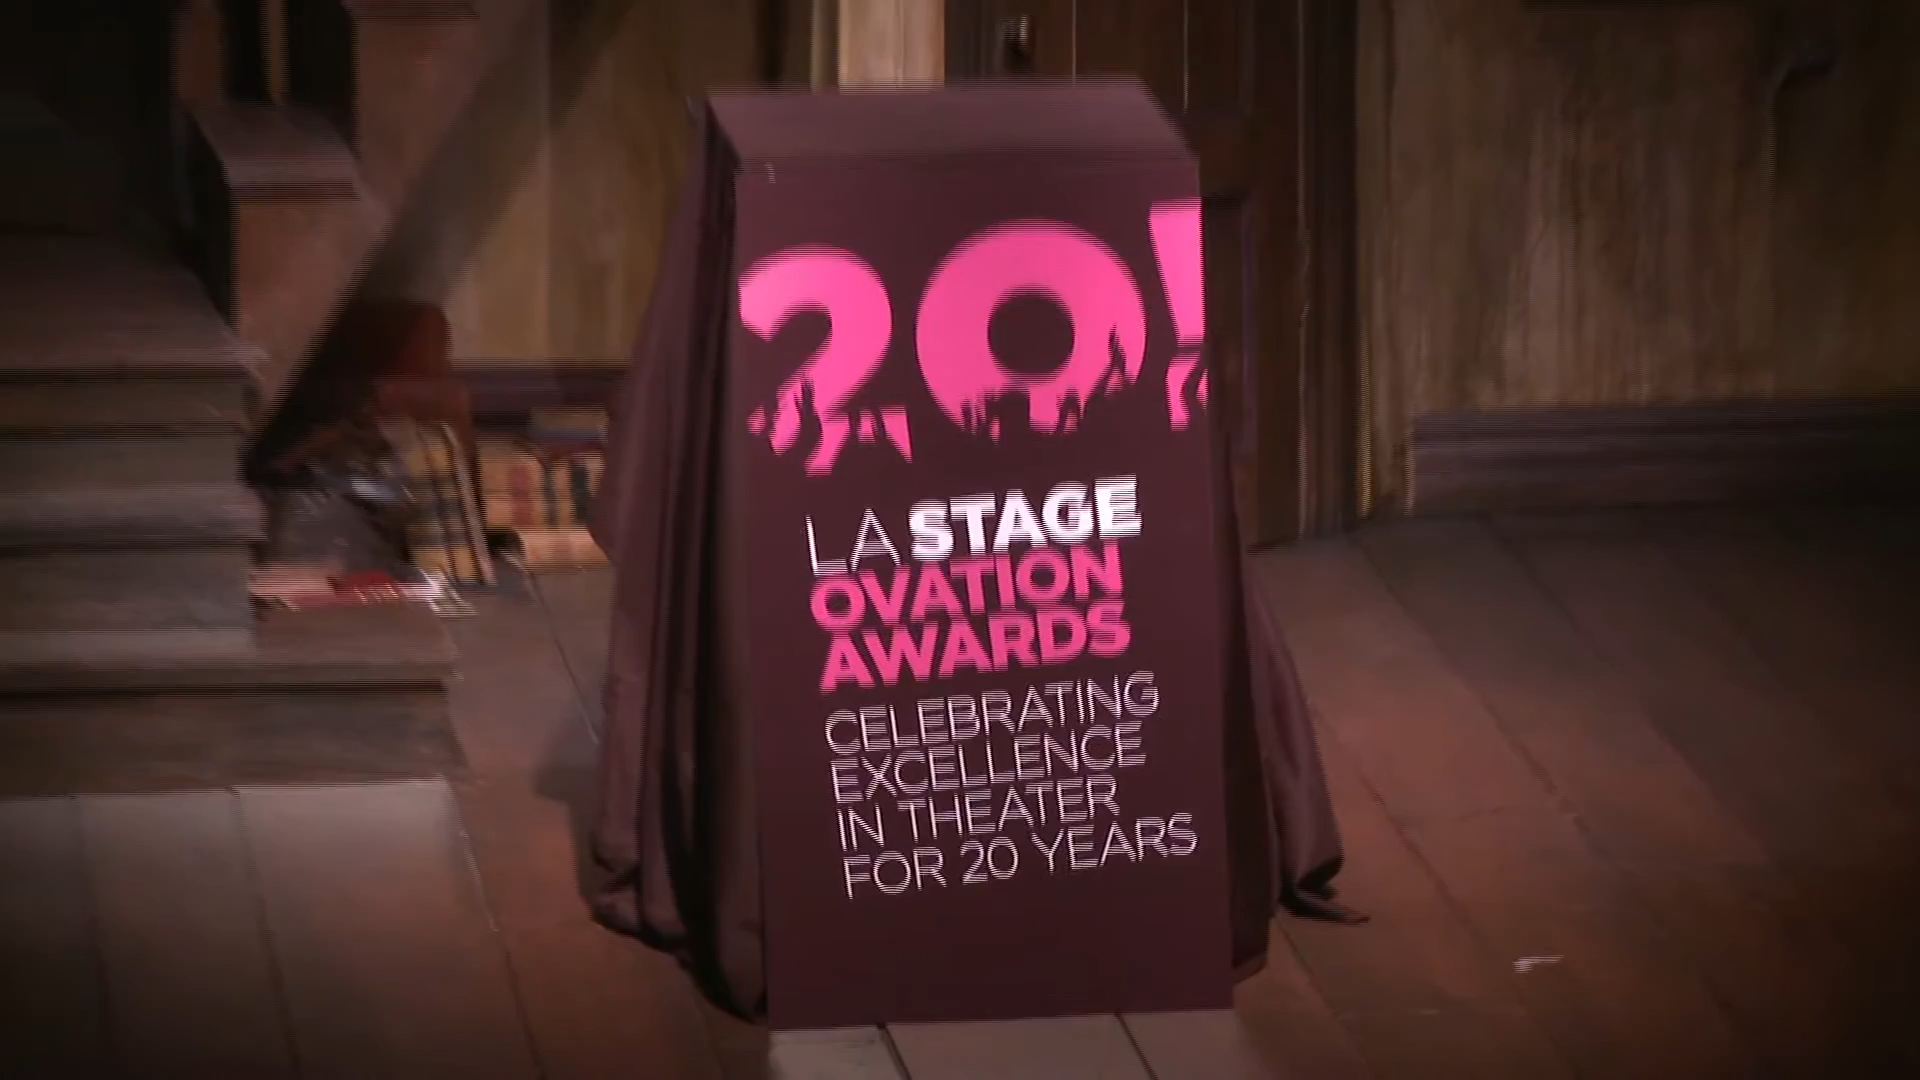 20!
LA STAGE
OVATION
AWARDS
CELEBRATING
EXCELLENCE
IN THEATER
FOR 20 YEARS